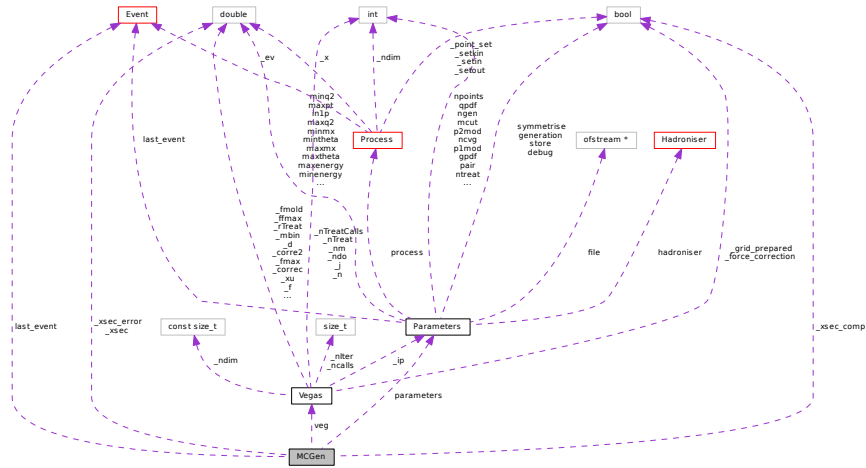 Event
double
int
bool
_ev
_x
_ndim
_point_set
_setkin
_setin
_setout
minq2
maxpt
ln1p
maxq2
minmx
mintheta
maxmx
maxtheta
maxenergy
minenergy
...
npoints
qpdf
ngen
mcut
p2mod
ncvg
p1mod
gpdf
pair
ntreat
...
last_event
Process
symmetrise
generation
store
debug
ofstream *
Hadroniser
_fmold
_ffmax
_rTreat
_mbin
_d
_corre2
_fmax
_correc
_xu
_f
...
_nTreatCalls
_nTreat
_nm
_ndo
_j
_n
process
file
hadroniser
_grid_prepared
_force_correction
last_event
_xsec_error
_xsec
const size_t
size_t
Parameters
_xsec_comp
_ndim
_nIter
_ncalls
_ip
Vegas
parameters
veg
MCGen